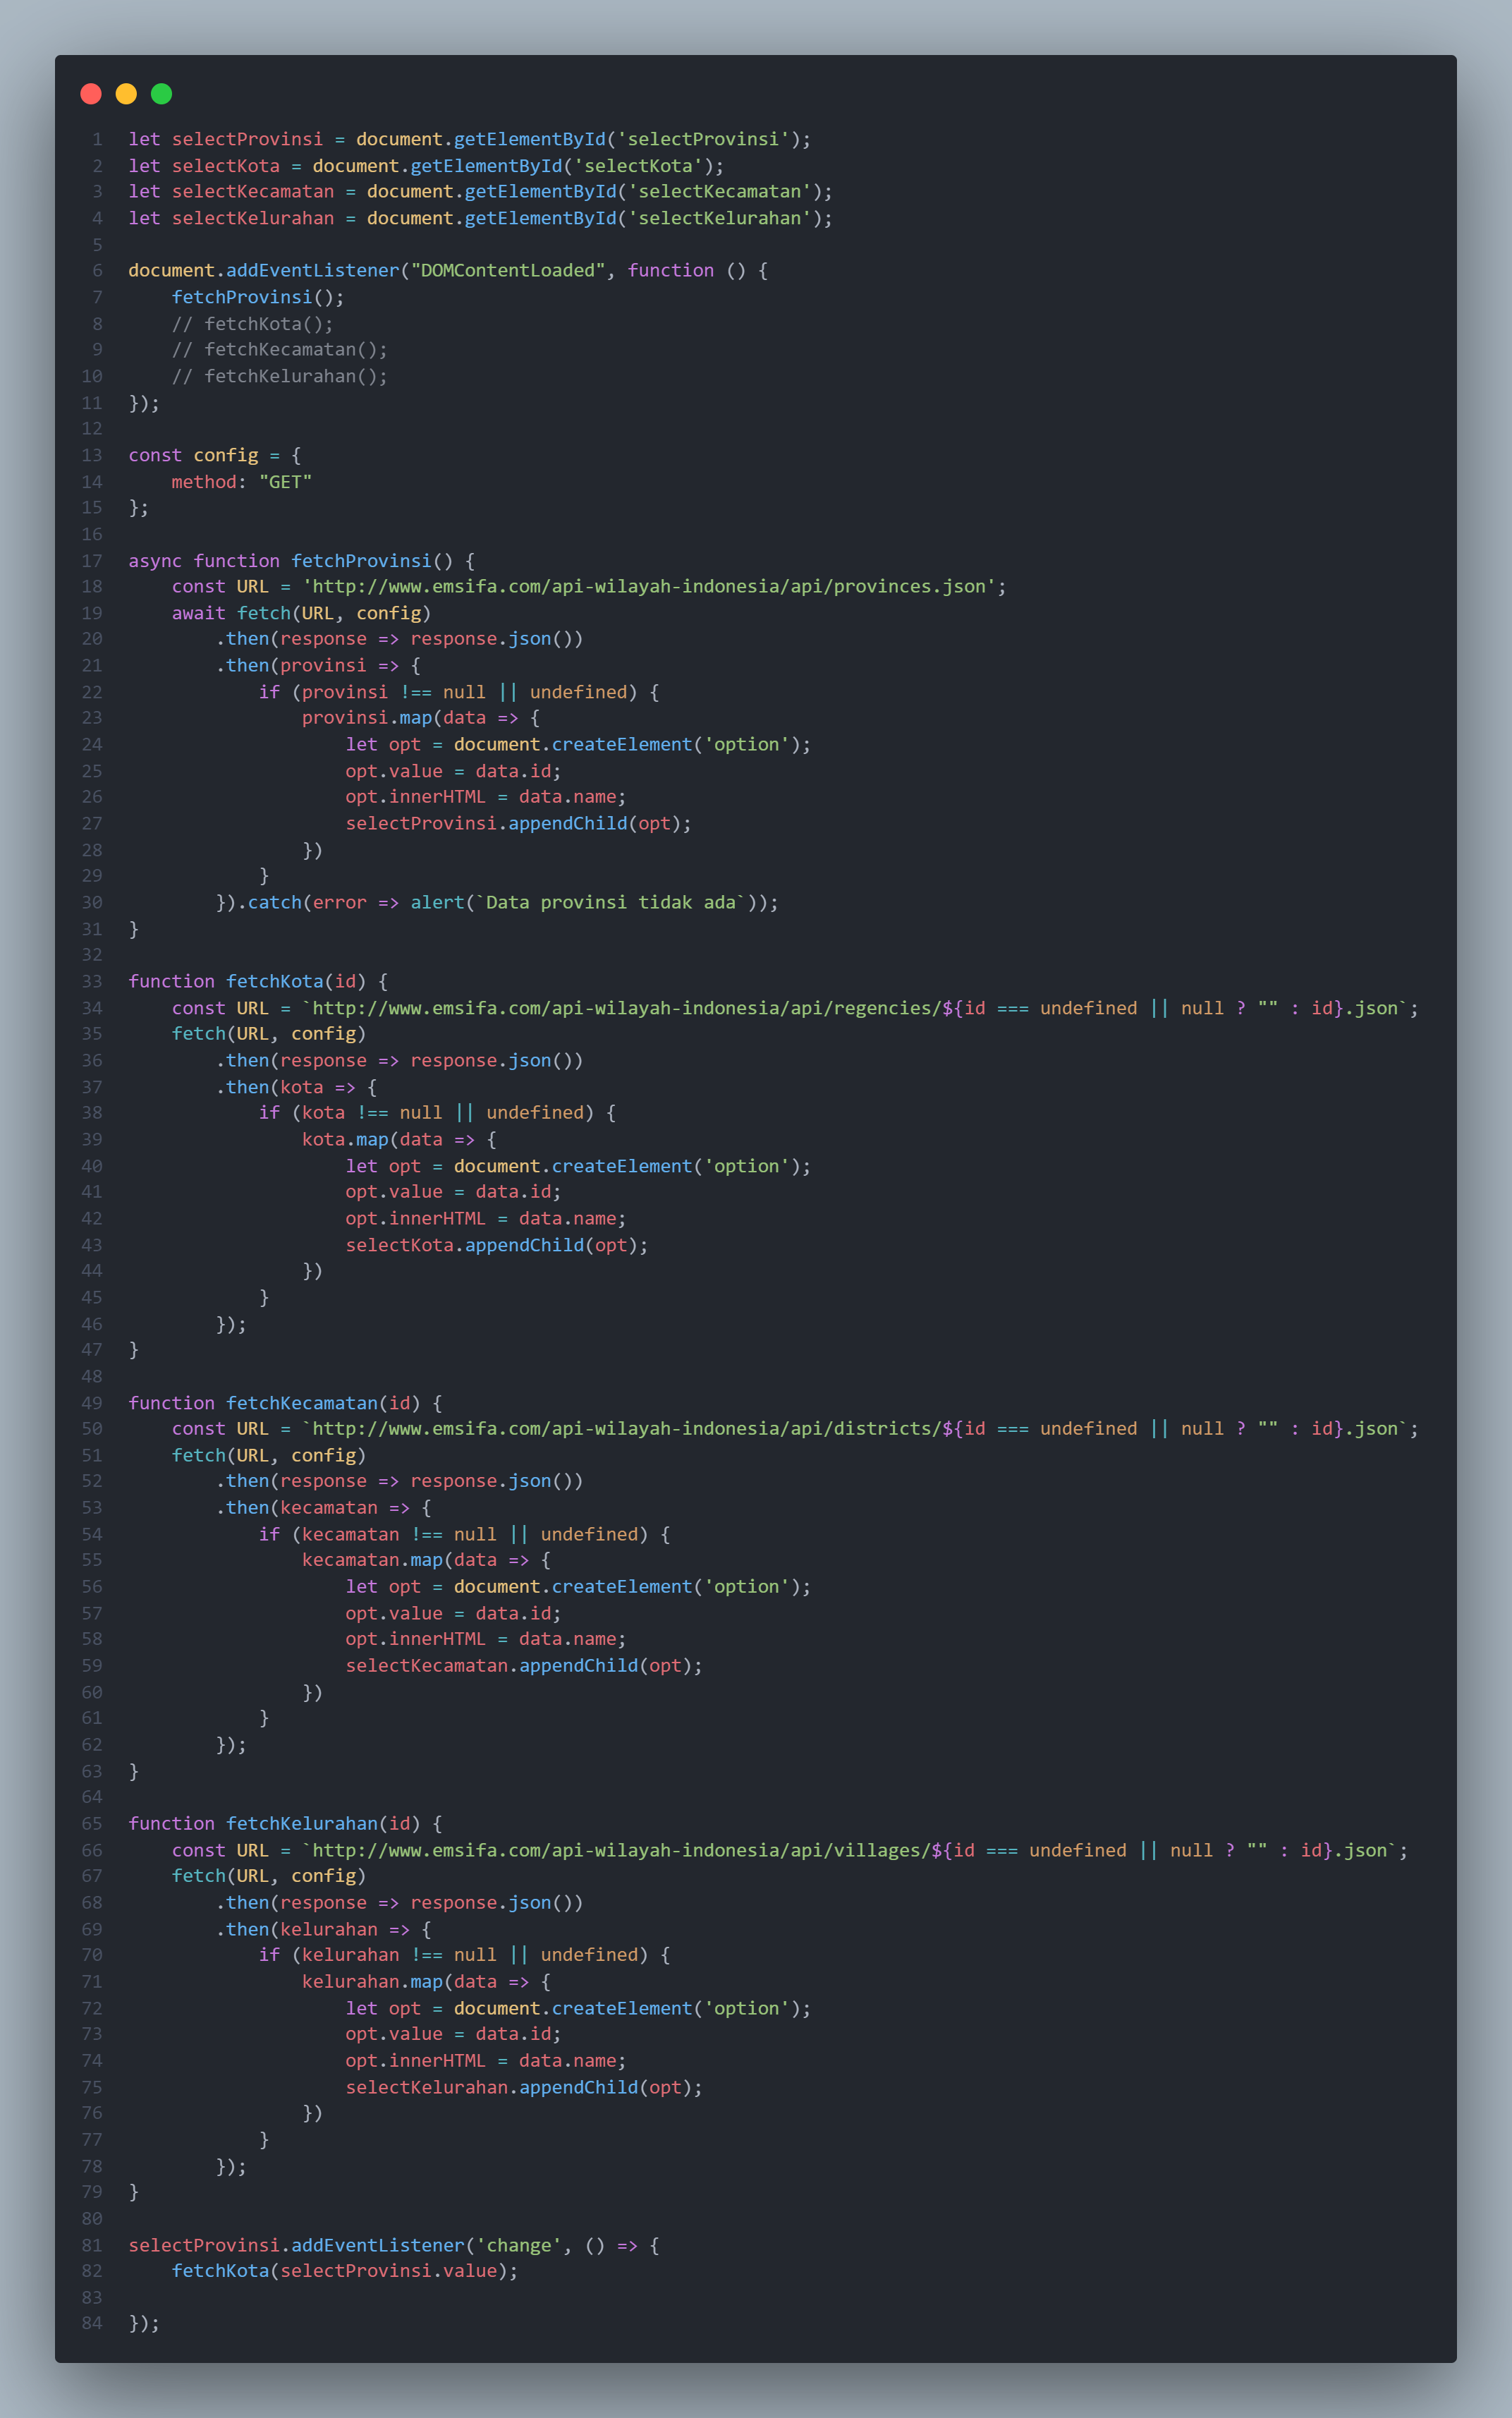 1 let selectProvinsi = document.getElementById('selectProvinsi');
2 let selectKota = document.getElementById('selectKota');
3 let selectKecamatan = document.getElementById('selectKecamatan');
4 let selectKelurahan = document.getElementById('selectKelurahan');
5
6 document.addEventListener("DOMContentLoaded", function () {
7     fetchProvinsi();
8     // fetchKota();
9     // fetchKecamatan();
10     // fetchKelurahan();
11 });
12
13 const config = {
14     method: "GET"
15 };
16
17 async function fetchProvinsi() {
18     const URL = 'http://www.emsifa.com/api-wilayah-indonesia/api/provinces.json';
19     await fetch(URL, config)
20         .then(response => response.json())
21         .then(provinsi => {
22             if (provinsi !== null || undefined) {
23                 provinsi.map(data => {
24                     let opt = document.createElement('option');
25                     opt.value = data.id;
26                     opt.innerHTML = data.name;
27                     selectProvinsi.appendChild(opt);
28                 })
29             }
30         }).catch(error => alert(`Data provinsi tidak ada`));
31 }
32
33 function fetchKota(id) {
34     const URL = `http://www.emsifa.com/api-wilayah-indonesia/api/regencies/${id === undefined || null ? "" : id}.json`;
35     fetch(URL, config)
36         .then(response => response.json())
37         .then(kota => {
38             if (kota !== null || undefined) {
39                 kota.map(data => {
40                     let opt = document.createElement('option');
41                     opt.value = data.id;
42                     opt.innerHTML = data.name;
43                     selectKota.appendChild(opt);
44                 })
45             }
46         });
47 }
48
49 function fetchKecamatan(id) {
50     const URL = `http://www.emsifa.com/api-wilayah-indonesia/api/districts/${id === undefined || null ? "" : id}.json`;
51     fetch(URL, config)
52         .then(response => response.json())
53         .then(kecamatan => {
54             if (kecamatan !== null || undefined) {
55                 kecamatan.map(data => {
56                     let opt = document.createElement('option');
57                     opt.value = data.id;
58                     opt.innerHTML = data.name;
59                     selectKecamatan.appendChild(opt);
60                 })
61             }
62         });
63 }
64
65 function fetchKelurahan(id) {
66     const URL = `http://www.emsifa.com/api-wilayah-indonesia/api/villages/${id === undefined || null ? "" : id}.json`;
67     fetch(URL, config)
68         .then(response => response.json())
69         .then(kelurahan => {
70             if (kelurahan !== null || undefined) {
71                 kelurahan.map(data => {
72                     let opt = document.createElement('option');
73                     opt.value = data.id;
74                     opt.innerHTML = data.name;
75                     selectKelurahan.appendChild(opt);
76                 })
77             }
78         });
79 }
80
81 selectProvinsi.addEventListener('change', () => {
82     fetchKota(selectProvinsi.value);
83
84 });